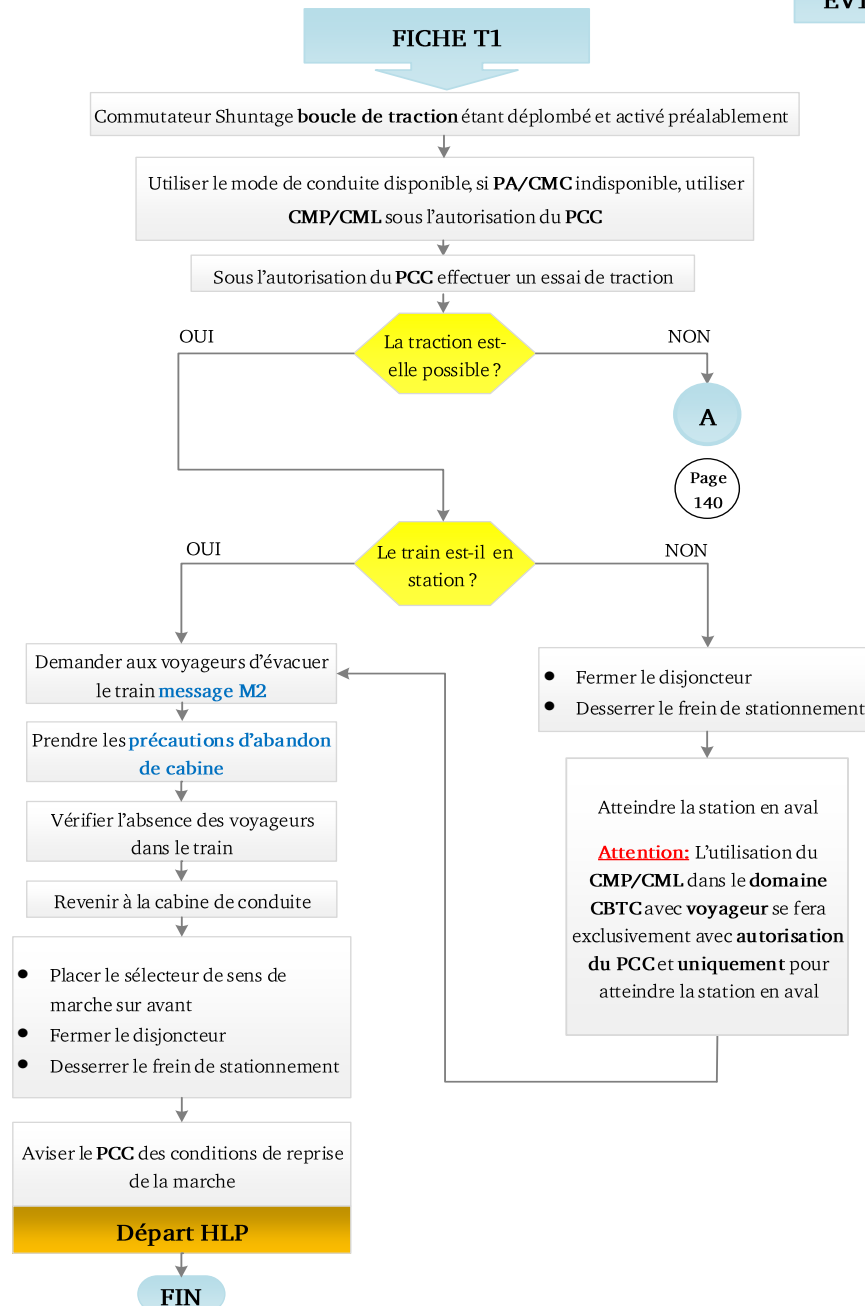 EVE
FICHE T1
Commutateur Shuntage boucle de traction étant déplombé et activé préalablement
Utiliser le mode de conduite disponible, si PA/CMC indisponible, utiliser
CMP/CML sous l'autorisation du PCC
Sous l'autorisation du PCC effectuer un essai de traction
OUI
La traction est-
elle possible ?
NON
A
Page
140
OUI
Le train est-il en
station ?
NON
Demander aux voyageurs d'évacuer
le train message M2
Prendre les précautions d'abandon
de cabine
Vérifier l'absence des voyageurs
dans le train
Revenir à la cabine de conduite
• Placer le sélecteur de sens de
marche sur avant
• Fermer le disjoncteur
• Desserrer le frein de stationnement
Aviser le PCC des conditions de reprise
de la marche
Départ HLP
FIN
• Fermer le disjoncteur
• Desserrer le frein de stationnement
Atteindre la station en aval
Attention: L'utilisation du
CMP/CML dans le domaine
CBTC avec voyageur se fera
exclusivement avec autorisation
du PCC et uniquement pour
atteindre la station en aval